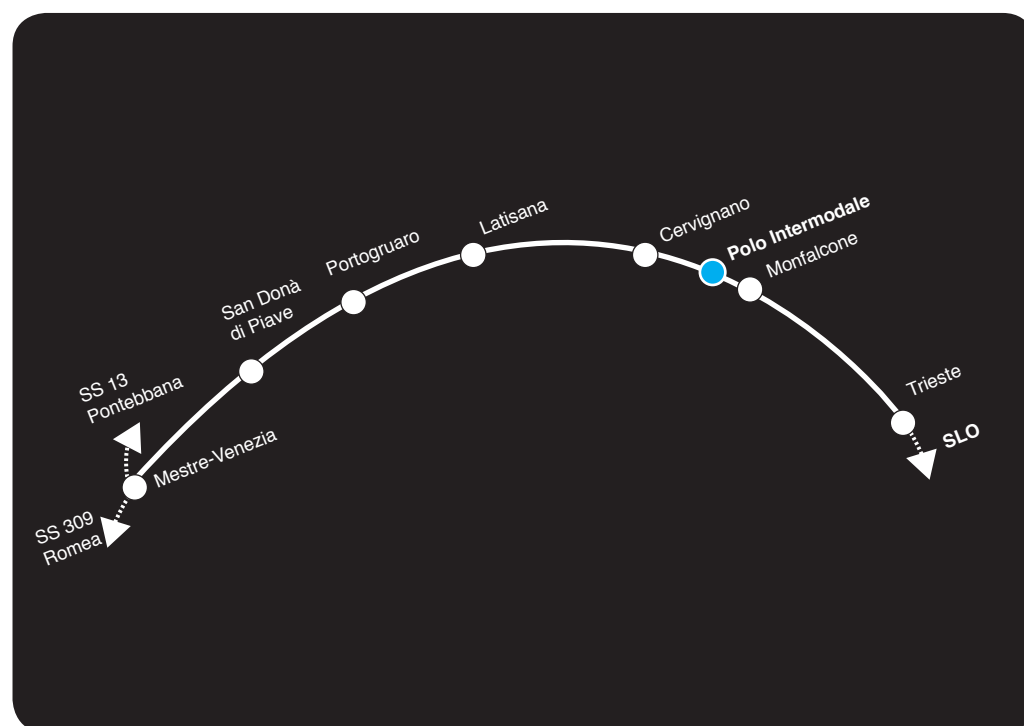 Latisana
Cervignano
Polo Intermodale
Monfalcone
Portogruaro
San Donà
di Piave
SS 13
Pontebbana
Trieste
SLO
Mestre-Venezia
SS 309
Romea